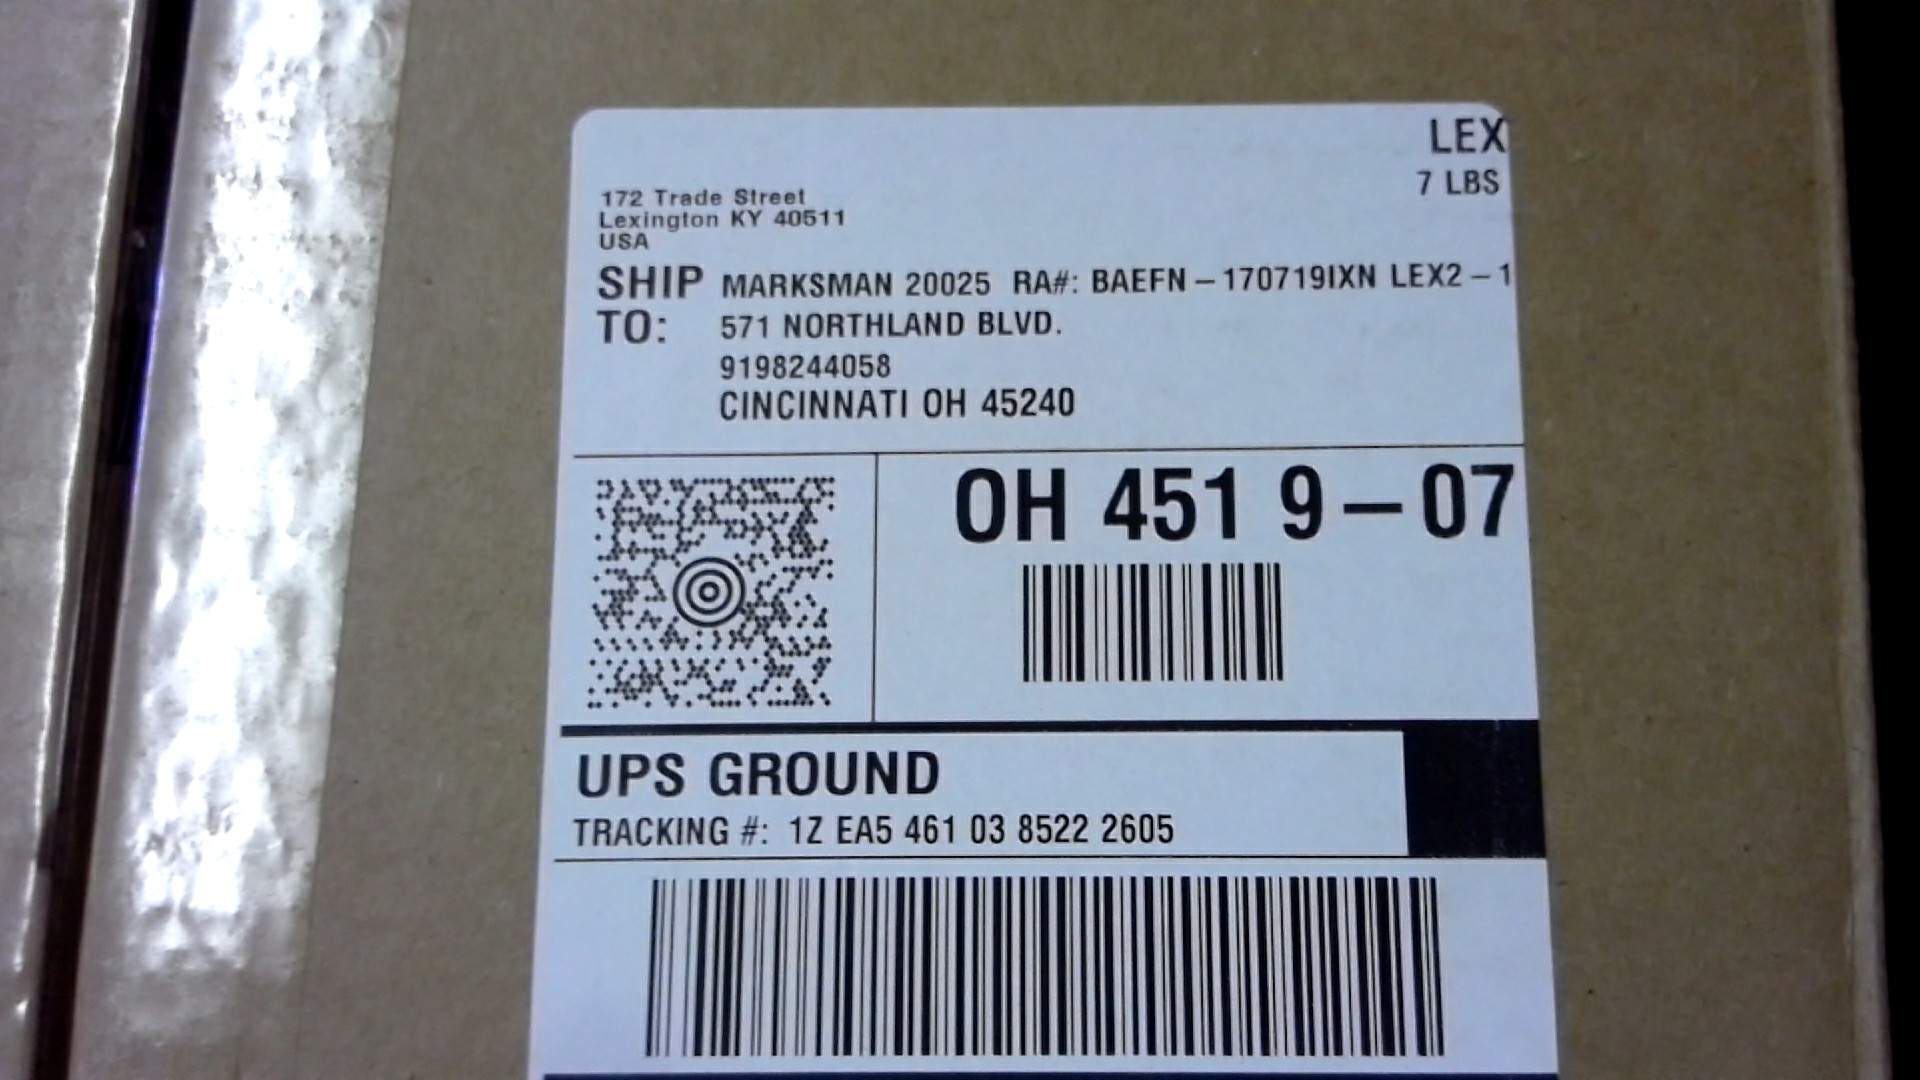 LEX
7 LBS
172 Trade Street
Lexington KY 40511
USA
SHIP TO: MARKSMAN 20025 RA#: BAEFN-170719IXN LEX2-1
571 NORTHLAND BLVD.
9198244058
CINCINNATI OH 45240
OH 451 9-07
UPS GROUND
TRACKING #: 1Z EA5 461 03 8522 2605